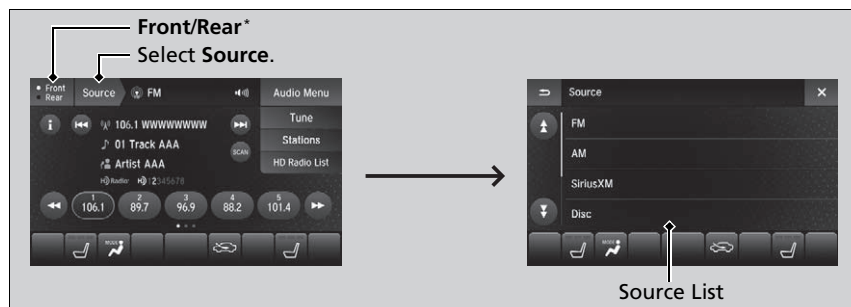 Front/Rear*
Select Source.
Front
Rear
Source
FM
Audio Menu
106.1 WWWWWWWW
Tune
01 Track AAA
SCAN
Stations
Artist AAA
HD Radio List
HD Radio HD 12345678
1
106.1
2
89.7
3
96.9
4
88.2
5
101.4
MODE
Source
FM
AM
SiriusXM
Disc
MODE
Source List